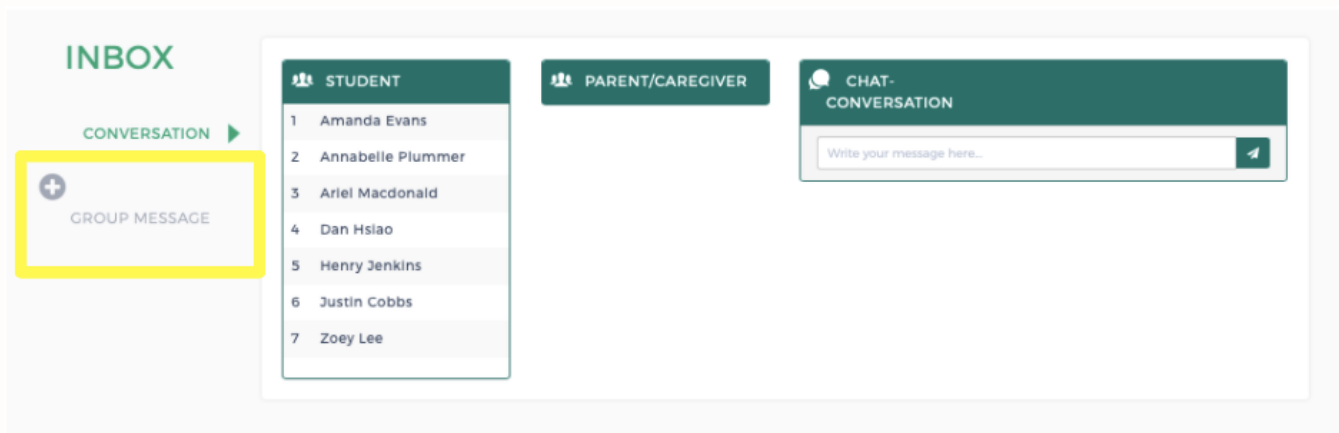 INBOX
CONVERSATION
GROUP MESSAGE
STUDENT
1 Amanda Evans
2 Annabelle Plummer
3 Ariel Macdonald
4 Dan Hsiao
5 Henry Jenkins
6 Justin Cobbs
7 Zoey Lee
PARENT/CAREGIVER
CHAT-
CONVERSATION
Write your message here...